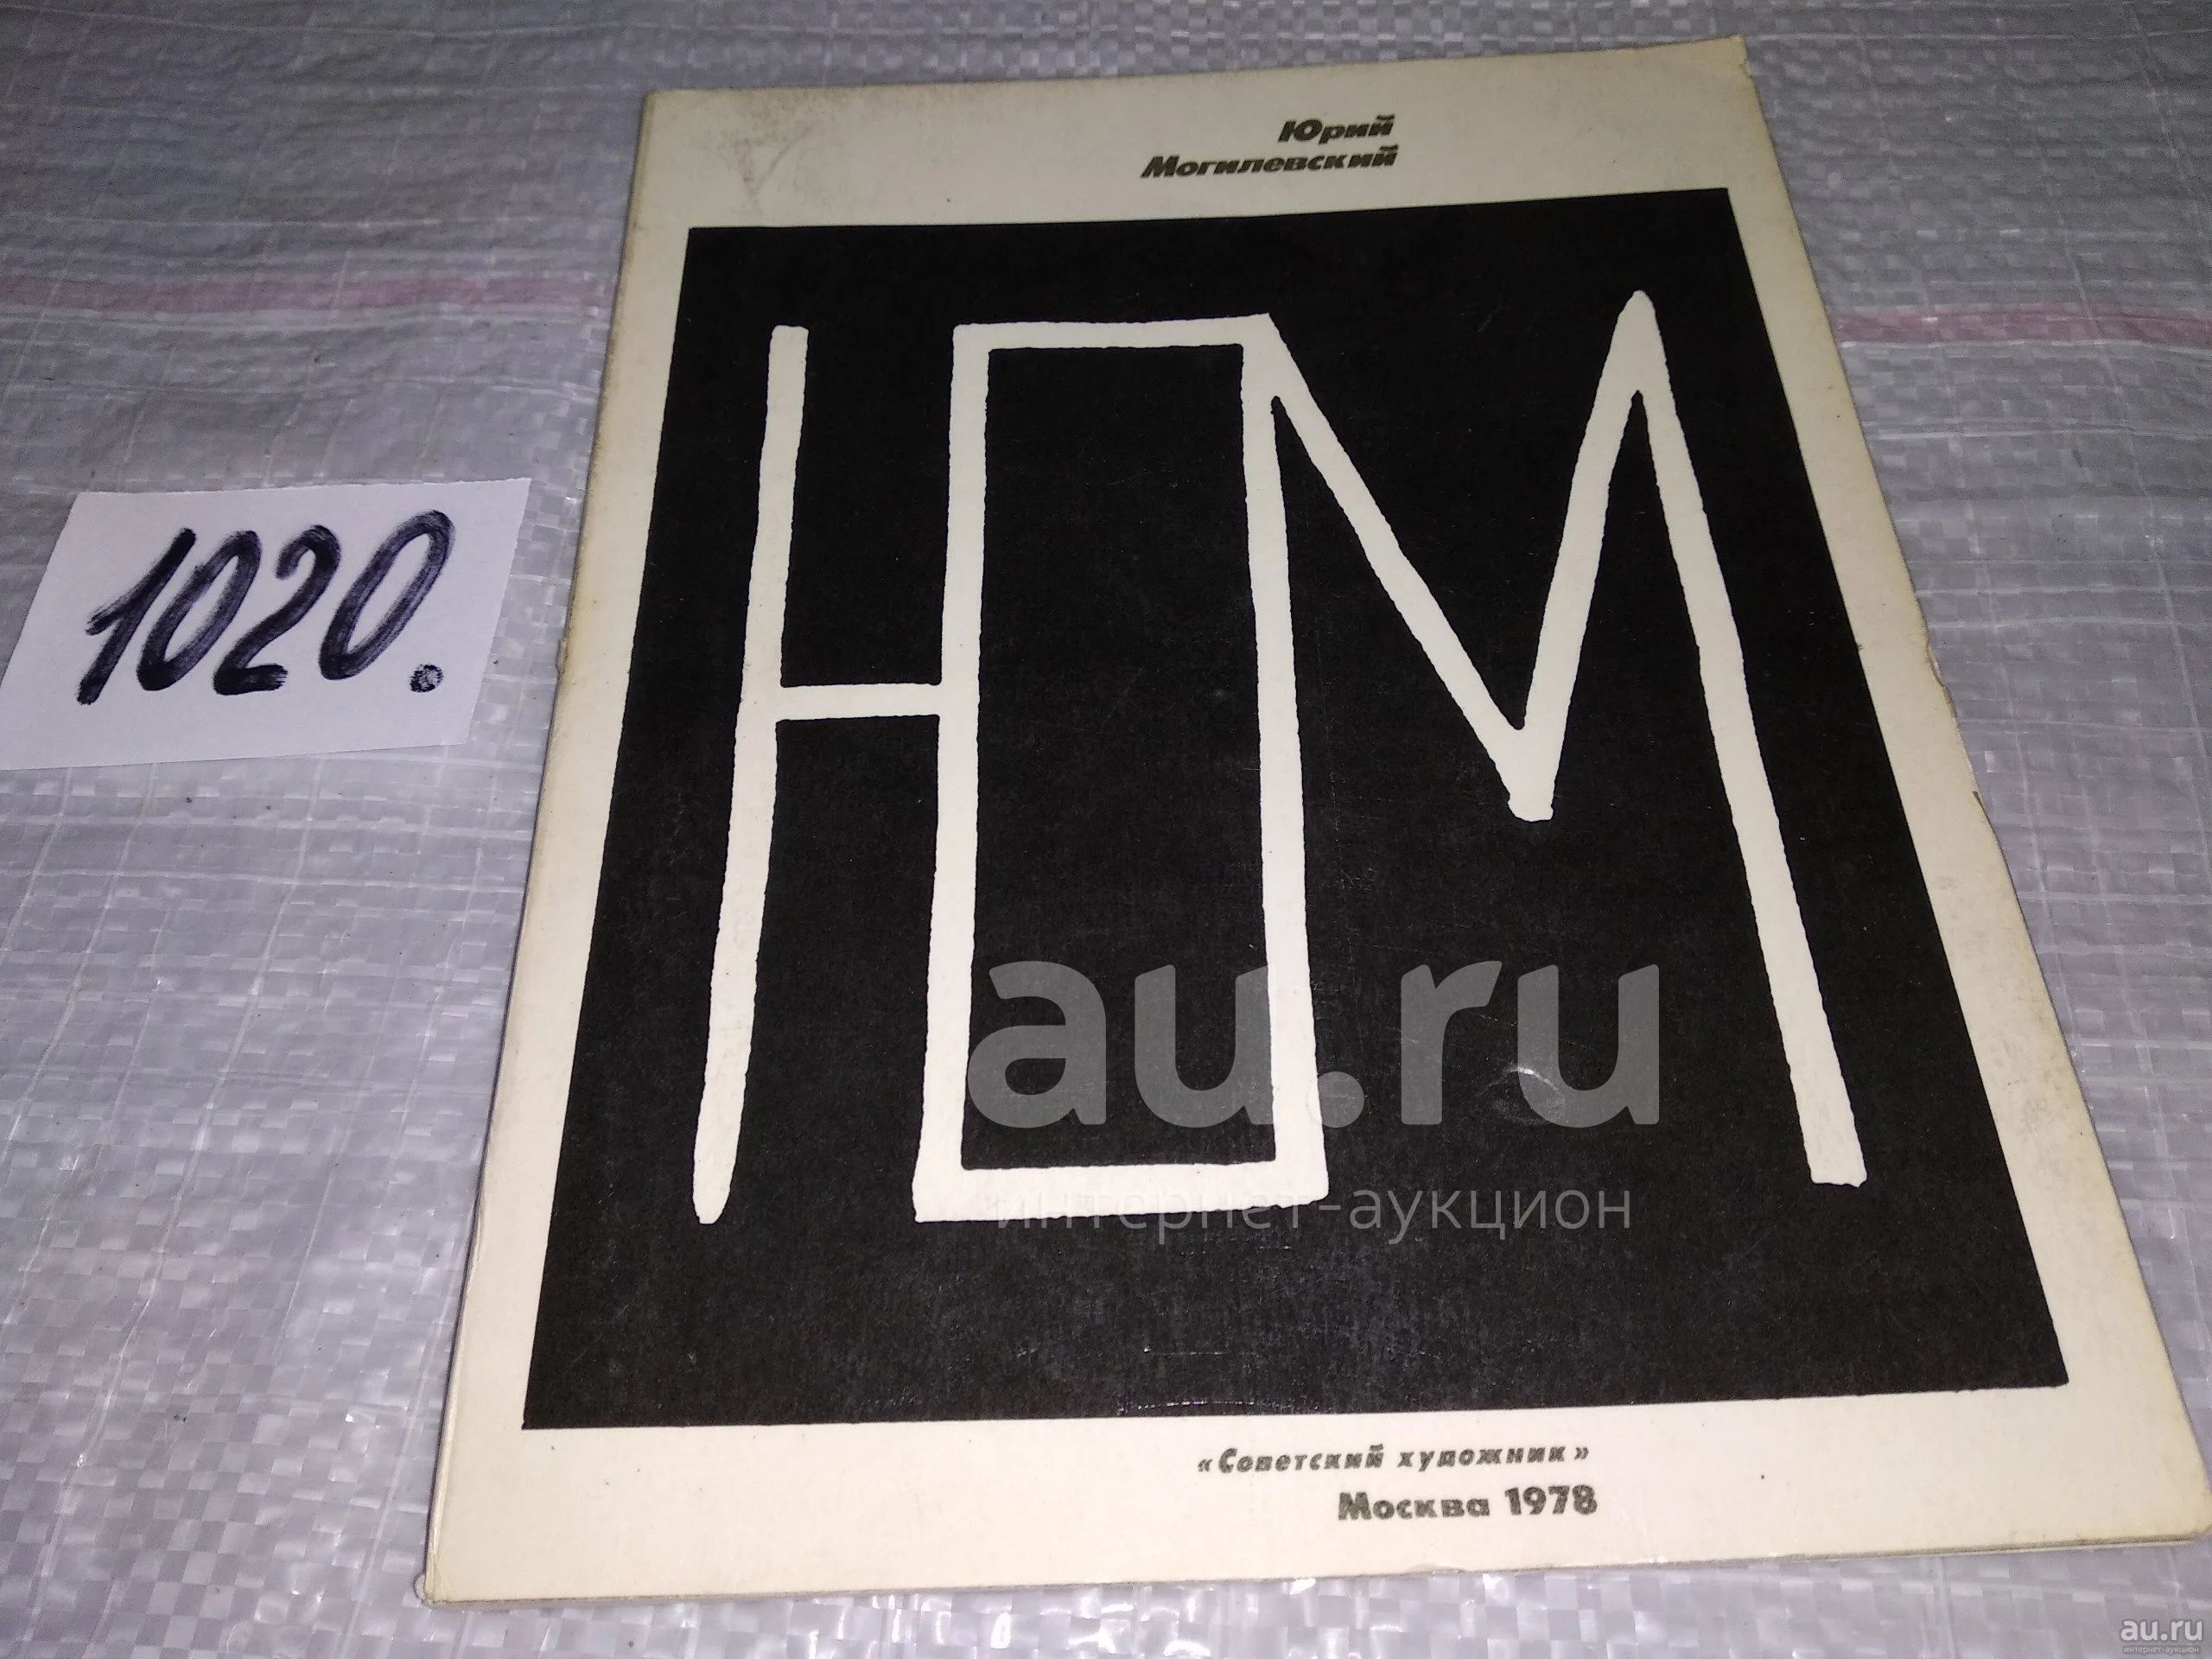 Юрий
Могилевский
1020.
ЮМ
au.ru
интернет-аукцион
«Советский художник»
Москва 1978
au.ru
интернет-аукцион